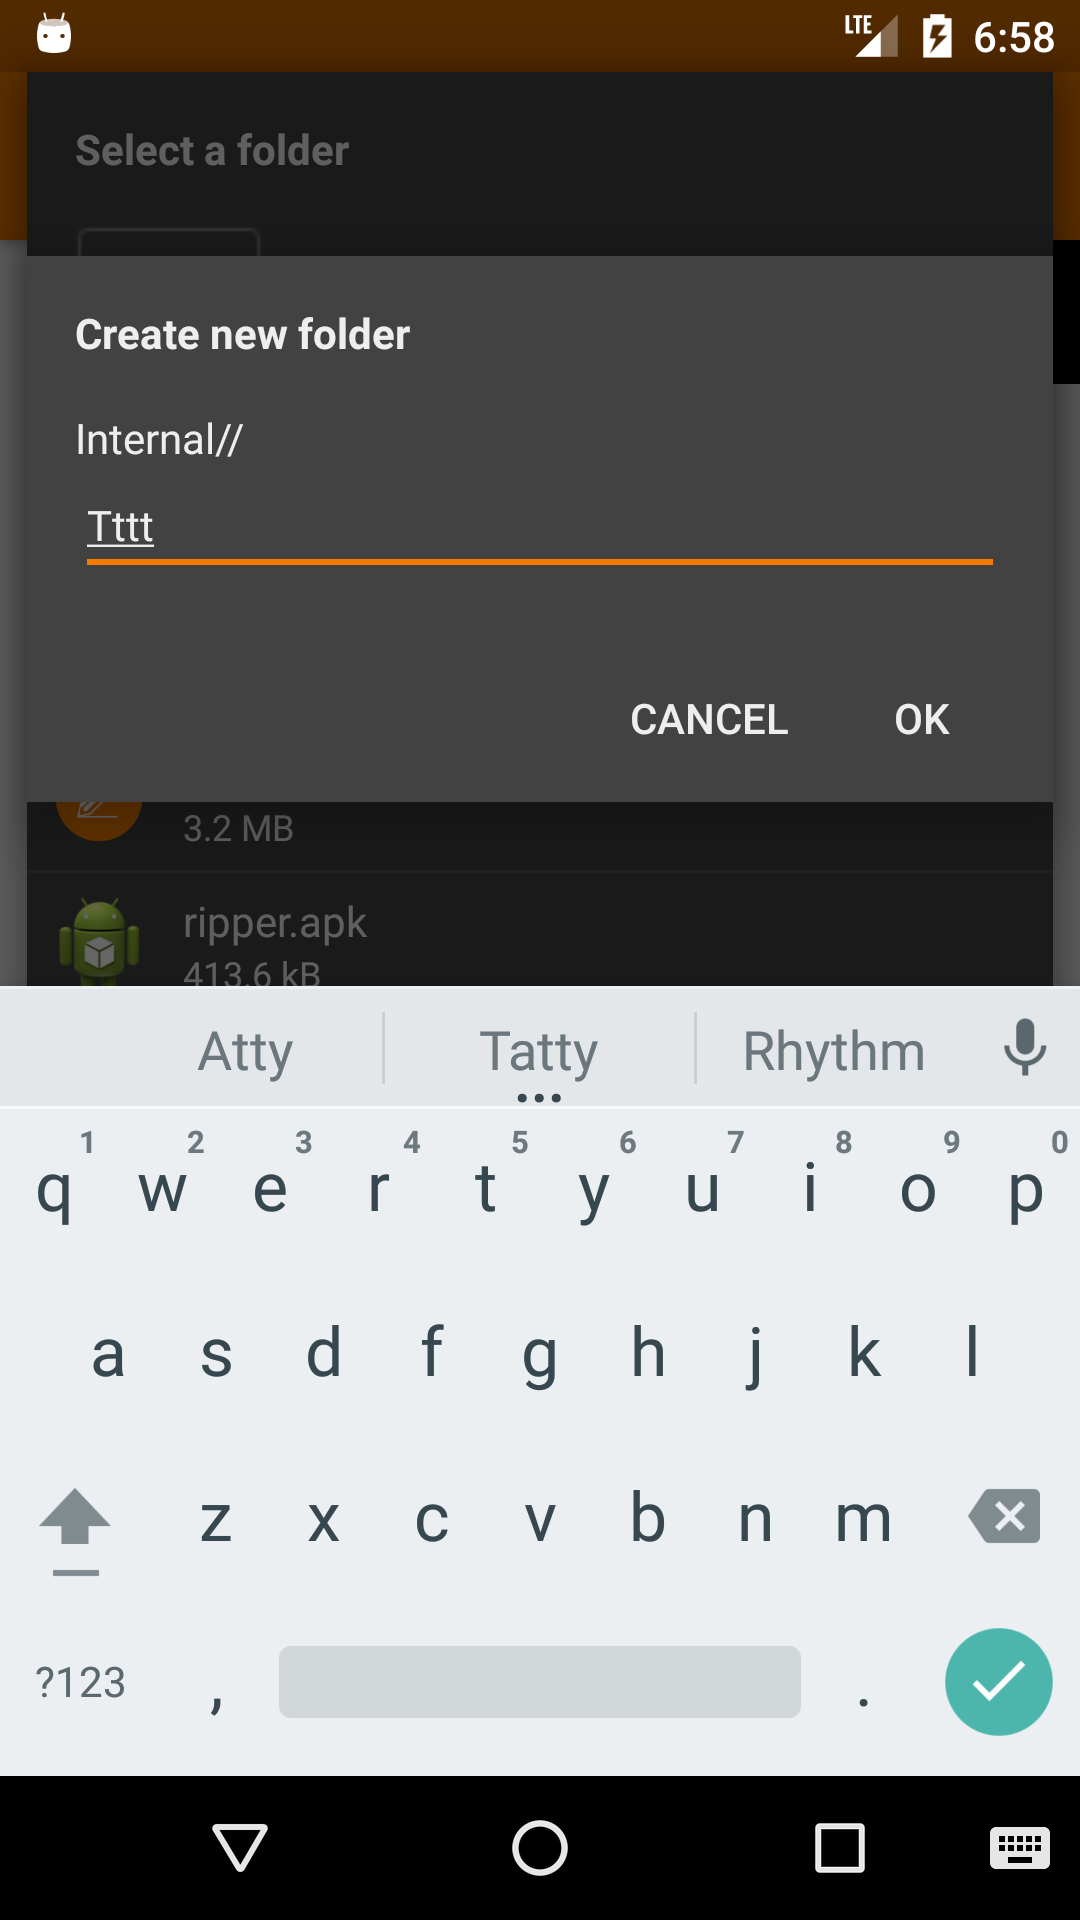 LTE 6:58
Select a folder
Create new folder
Internal//
Tttt
CANCEL OK
3.2 MB
ripper.apk
413.6 kB
Atty Tatty Rhythm
1 2 3 4 5 6 7 8 9 0
q w e r t y u i o p
a s d f g h j k l
z x c v b n m
?123 , .